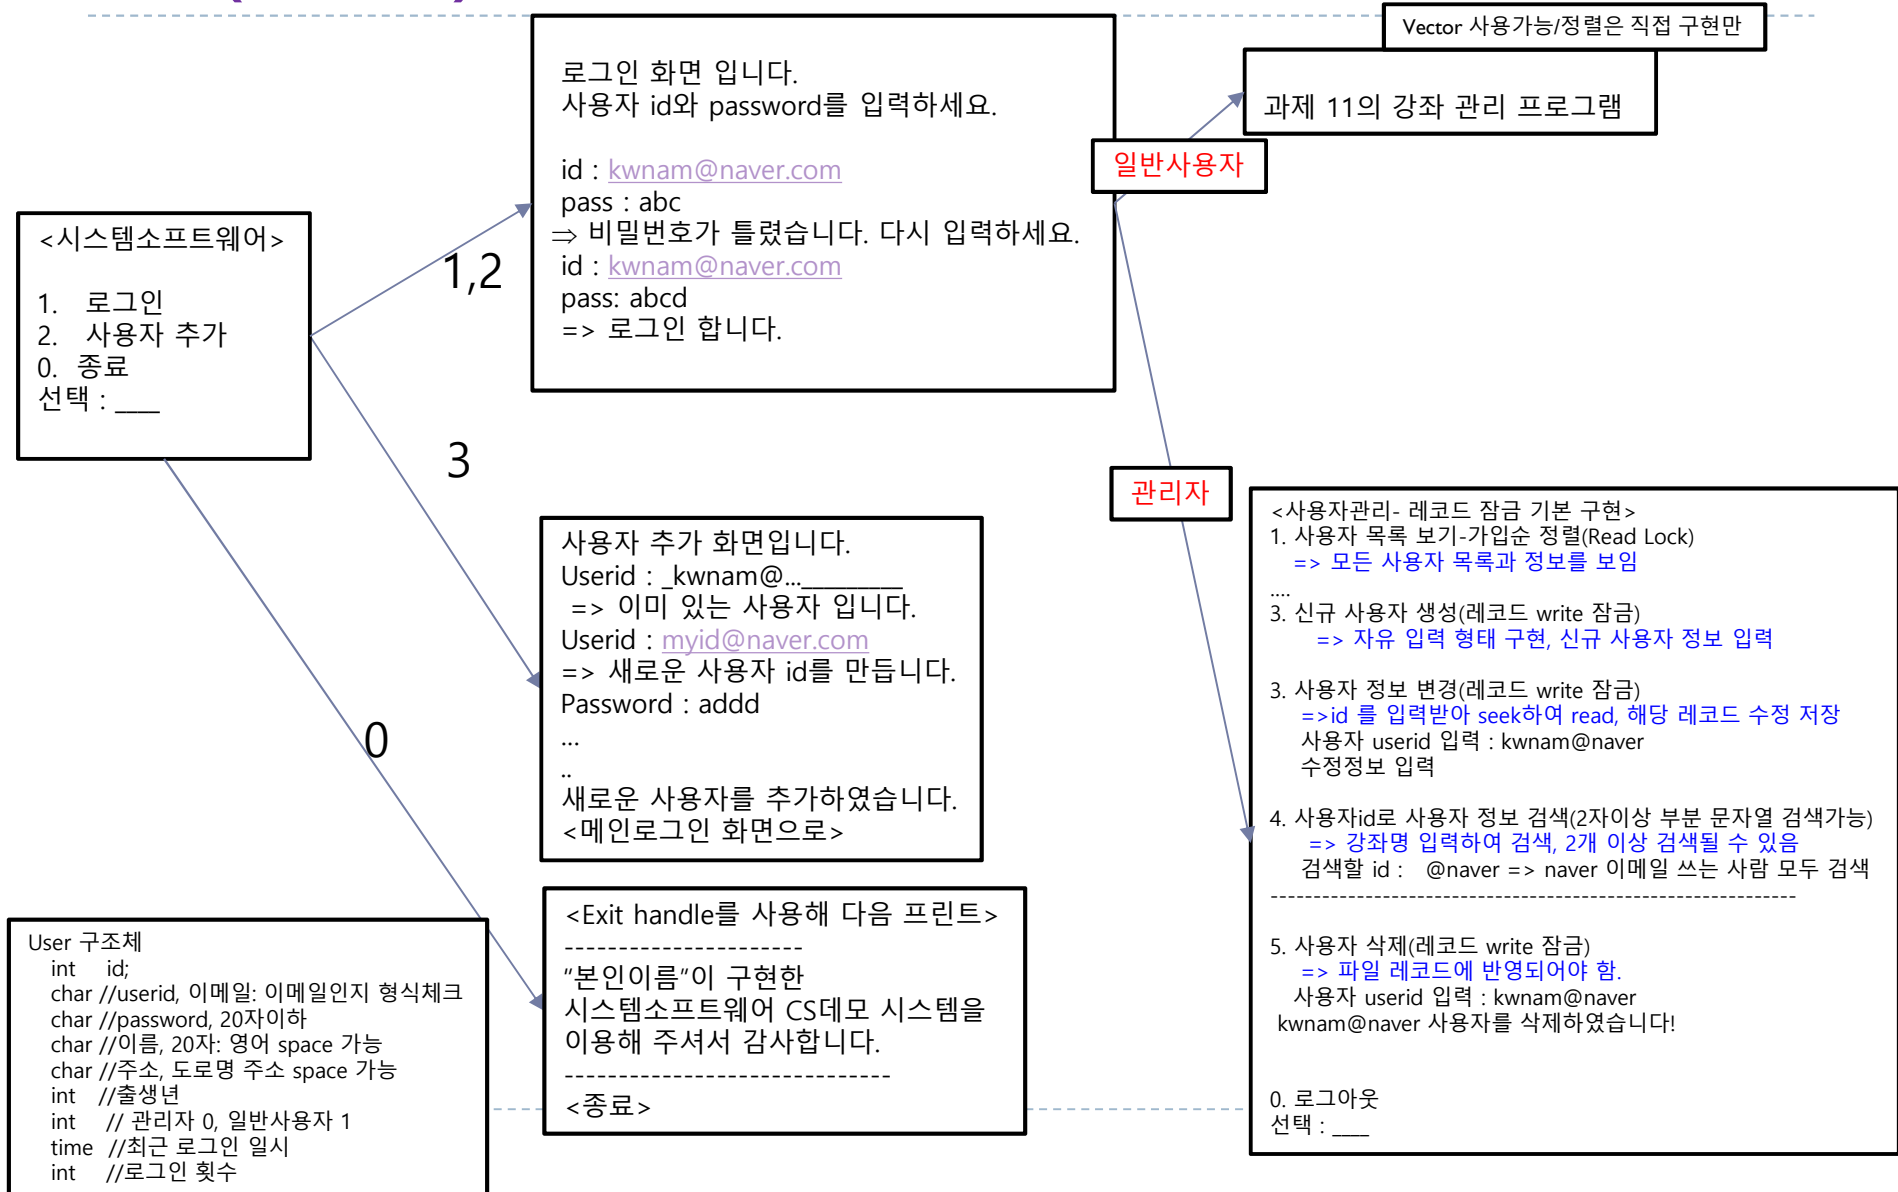 Vector 사용가능/정렬은 직접 구현만
로그인 화면 입니다.
사용자 id와 password를 입력하세요.
id : kwnam@naver.com
pass : abc
⇒ 비밀번호가 틀렸습니다. 다시 입력하세요.
id : kwnam@naver.com
pass: abcd
=> 로그인 합니다.
과제 11의 강좌 관리 프로그램
일반사용자
<시스템소프트웨어>
1. 로그인
2. 사용자 추가
0. 종료
선택 : ____
1,2
3
0
관리자
사용자 추가 화면입니다.
Userid : _kwnam@...__________
=> 이미 있는 사용자 입니다.
Userid : myid@naver.com
=> 새로운 사용자 id를 만듭니다.
Password : addd
...
..
새로운 사용자를 추가하였습니다.
<메인로그인 화면으로>
<사용자관리- 레코드 잠금 기본 구현>
1. 사용자 목록 보기-가입순 정렬(Read Lock)
=> 모든 사용자 목록과 정보를 보임
....
3. 신규 사용자 생성(레코드 write 잠금)
=> 자유 입력 형태 구현, 신규 사용자 정보 입력
3. 사용자 정보 변경(레코드 write 잠금)
=>id 를 입력받아 seek하여 read, 해당 레코드 수정 저장
사용자 userid 입력 : kwnam@naver
수정정보 입력
4. 사용자id로 사용자 정보 검색(2자이상 부분 문자열 검색가능)
=> 강좌명 입력하여 검색, 2개 이상 검색될 수 있음
검색할 id : @naver => naver 이메일 쓰는 사람 모두 검색
------------------------------------------------------------
5. 사용자 삭제(레코드 write 잠금)
=> 파일 레코드에 반영되어야 함.
사용자 userid 입력 : kwnam@naver
kwnam@naver 사용자를 삭제하였습니다!
0. 로그아웃
선택 : ____
<Exit handle를 사용해 다음 프린트>
----------------------
“본인이름”이 구현한
시스템소프트웨어 CS데모 시스템을
이용해 주셔서 감사합니다.
------------------------------
<종료>
User 구조체
int id;
char //userid, 이메일: 이메일인지 형식체크
char //password, 20자이하
char //이름, 20자: 영어 space 가능
char //주소, 도로명 주소 space 가능
int //출생년
int // 관리자 0, 일반사용자 1
time //최근 로그인 일시
int //로그인 횟수